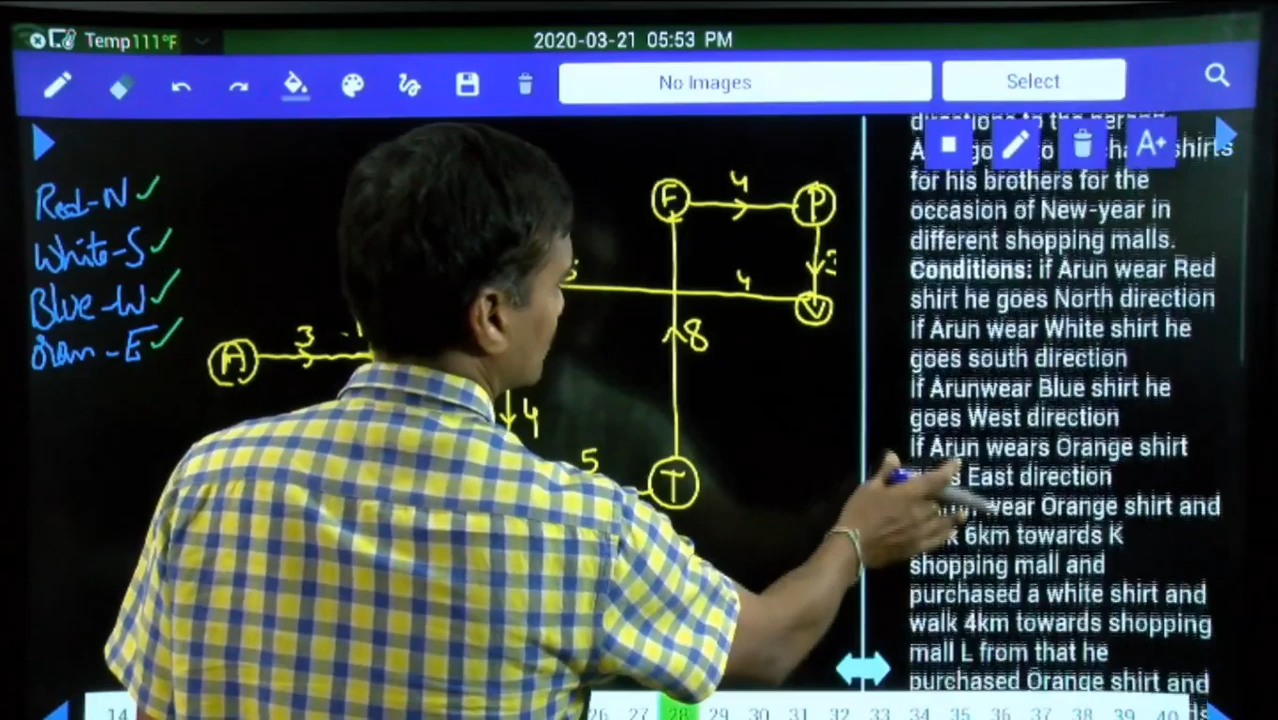 Temp111°F
2020-03-21 05:53 PM
No Images
Select
A+
Red-N
White-S
Blue-W
Oran-E
A
3
4
5
T
8
F
4
P
4
V
shirts
for his brothers for the
occasion of New-year in
different shopping malls.
Conditions: if Arun wear Red
shirt he goes North direction
If Arun wear White shirt he
goes south direction
If Arunwear Blue shirt he
goes West direction
If Arun wears Orange shirt
East direction
wear Orange shirt and
6km towards K
shopping mall and
purchased a white shirt and
walk 4km towards shopping
mall L from that he
purchased Orange shirt and
14 26 27 28 29 30 31 32 33 34 35 36 37 38 39 40